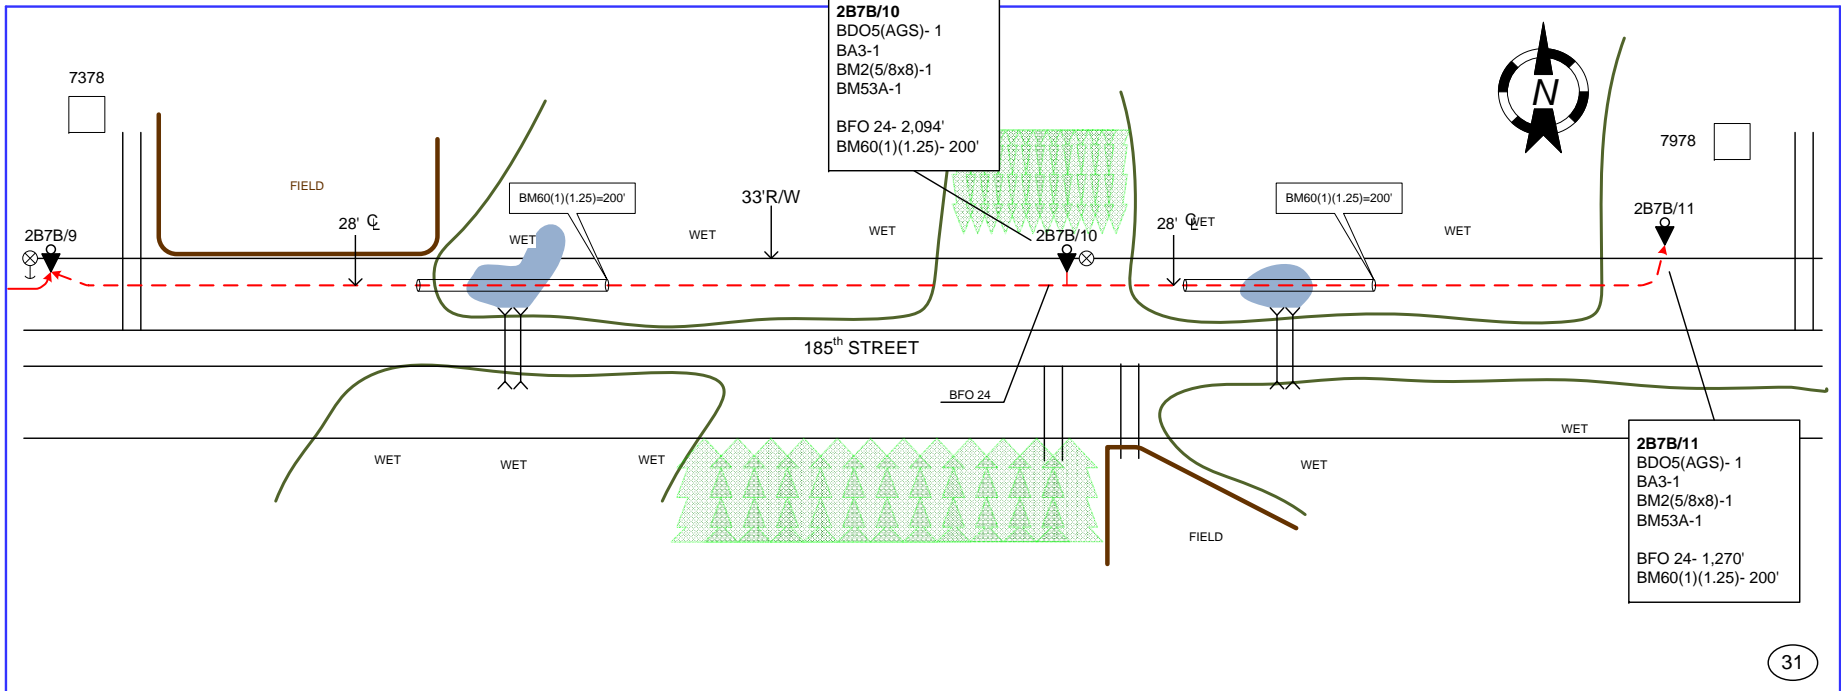 2B7B/10
BDO5(AGS)- 1
BA3-1
BM2(5/8x8)-1
BM53A-1
BFO 24- 2,094'
BM60(1)(1.25)- 200'
N
7378
7978
FIELD
BM60(1)(1.25)=200'
33'R/W
BM60(1)(1.25)=200'
28' ℄
28' ℄
WET
2B7B/9
WET
WET
WET
2B7B/10
WET
2B7B/11
185th STREET
BFO 24
WET
WET
WET
WET
WET
FIELD
2B7B/11
BDO5(AGS)- 1
BA3-1
BM2(5/8x8)-1
BM53A-1
BFO 24- 1,270'
BM60(1)(1.25)- 200'
31